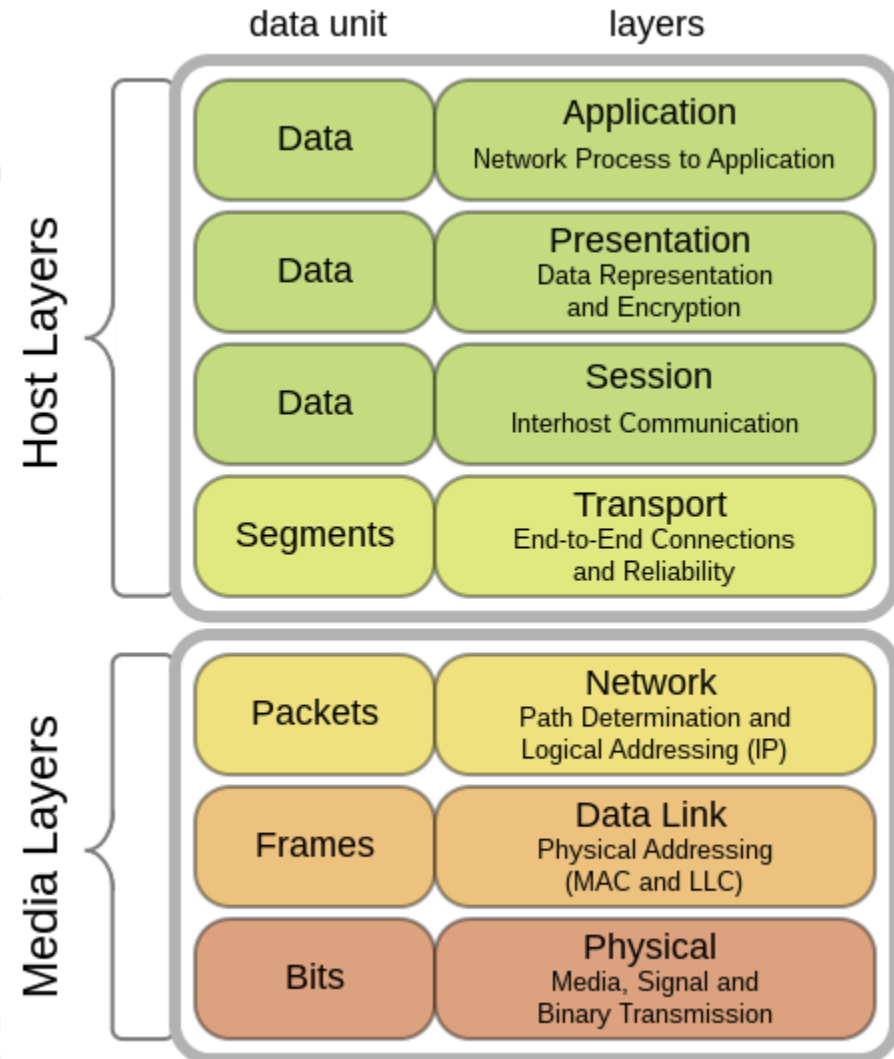 data unit
layers
Host Layers
Data
Application
Network Process to Application
Data
Presentation
Data Representation
and Encryption
Data
Session
Interhost Communication
Segments
Transport
End-to-End Connections
and Reliability
Media Layers
Packets
Network
Path Determination and
Logical Addressing (IP)
Frames
Data Link
Physical Addressing
(MAC and LLC)
Bits
Physical
Media, Signal and
Binary Transmission